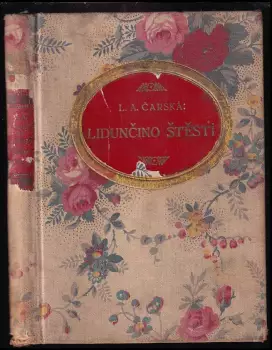 L. A. ČARSKÁ:
LIDUNČINO ŠTĚSTÍ